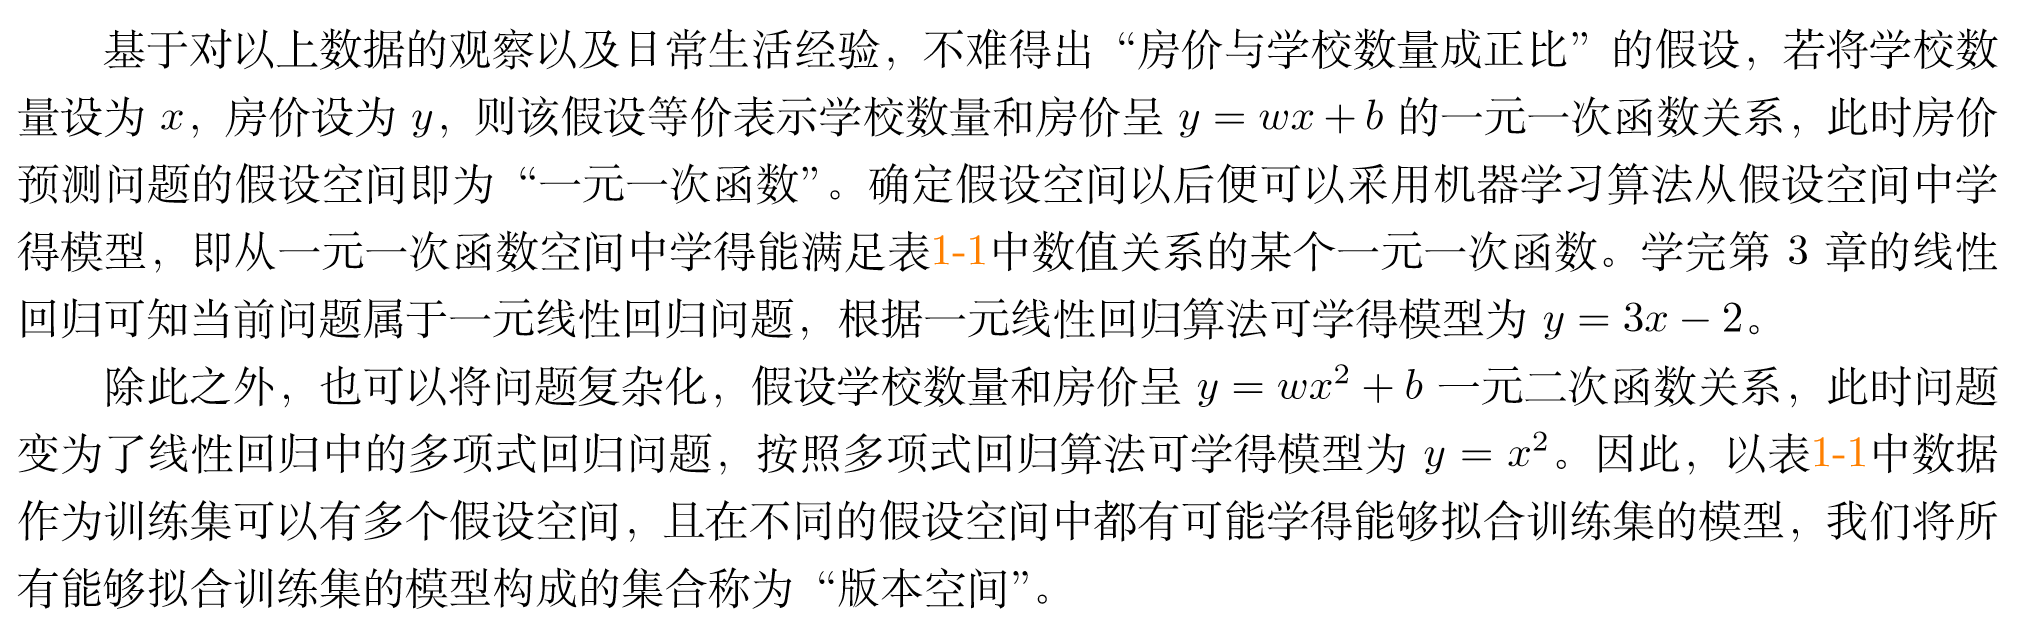 基于对以上数据的观察以及日常生活经验，不难得出“房价与学校数量成正比”的假设，若将学校数
量设为 x，房价设为 y，则该假设等价表示学校数量和房价呈 y = wx + b 的一元一次函数关系，此时房价
预测问题的假设空间即为“一元一次函数”。确定假设空间以后便可以采用机器学习算法从假设空间中学
得模型，即从一元一次函数空间中学得能满足表1-1中数值关系的某个一元一次函数。学完第 3 章的线性
回归可知当前问题属于一元线性回归问题，根据一元线性回归算法可学得模型为 y = 3x − 2。
除此之外，也可以将问题复杂化，假设学校数量和房价呈 y = wx² + b 一元二次函数关系，此时问题
变为了线性回归中的多项式回归问题，按照多项式回归算法可学得模型为 y = x²。因此，以表1-1中数据
作为训练集可以有多个假设空间，且在不同的假设空间中都有可能学得能够拟合训练集的模型，我们将所
有能够拟合训练集的模型构成的集合称为“版本空间”。